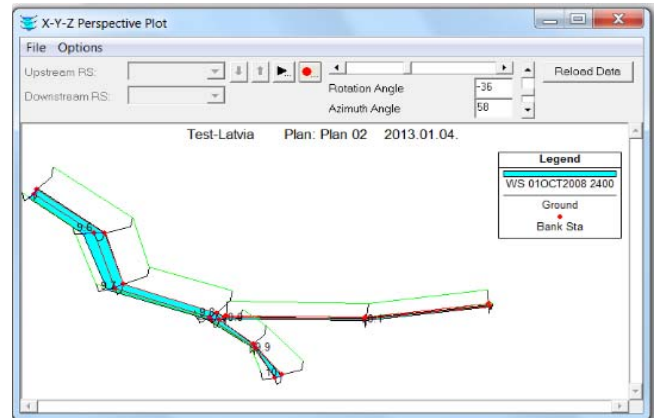 X-Y-Z Perspective Plot
File Options
Upstream RS:
Downstream RS:
Rotation Angle -36
Azimuth Angle 58
Reload Data
Test-Latvia Plan: Plan 02 2013.01.04.
Legend
WS 01OCT2008 2400
Ground
Bank Sta
9.6